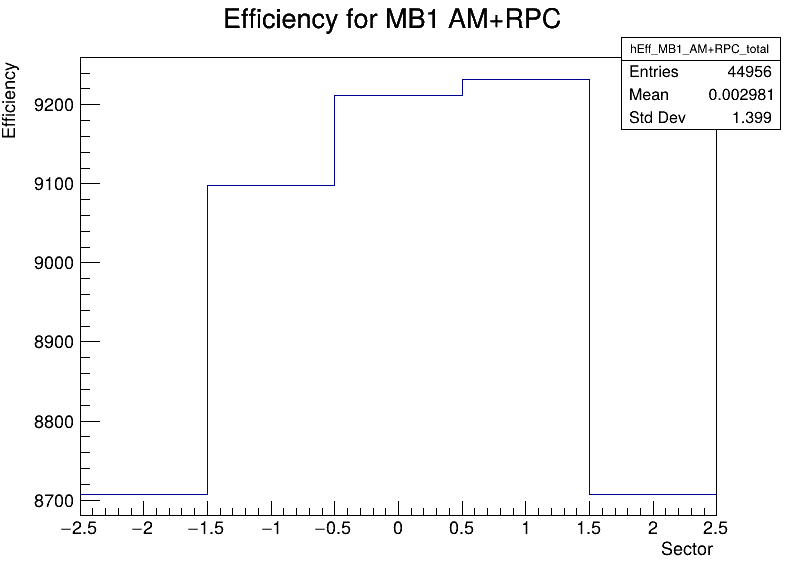 Efficiency for MB1 AM+RPC
hEff_MB1_AM+RPC_total
Entries 44956
Mean 0.002981
Std Dev 1.399
Efficiency
9200
9100
9000
8900
8800
8700
−2.5 −2 −1.5 −1 −0.5 0 0.5 1 1.5 2 2.5
Sector